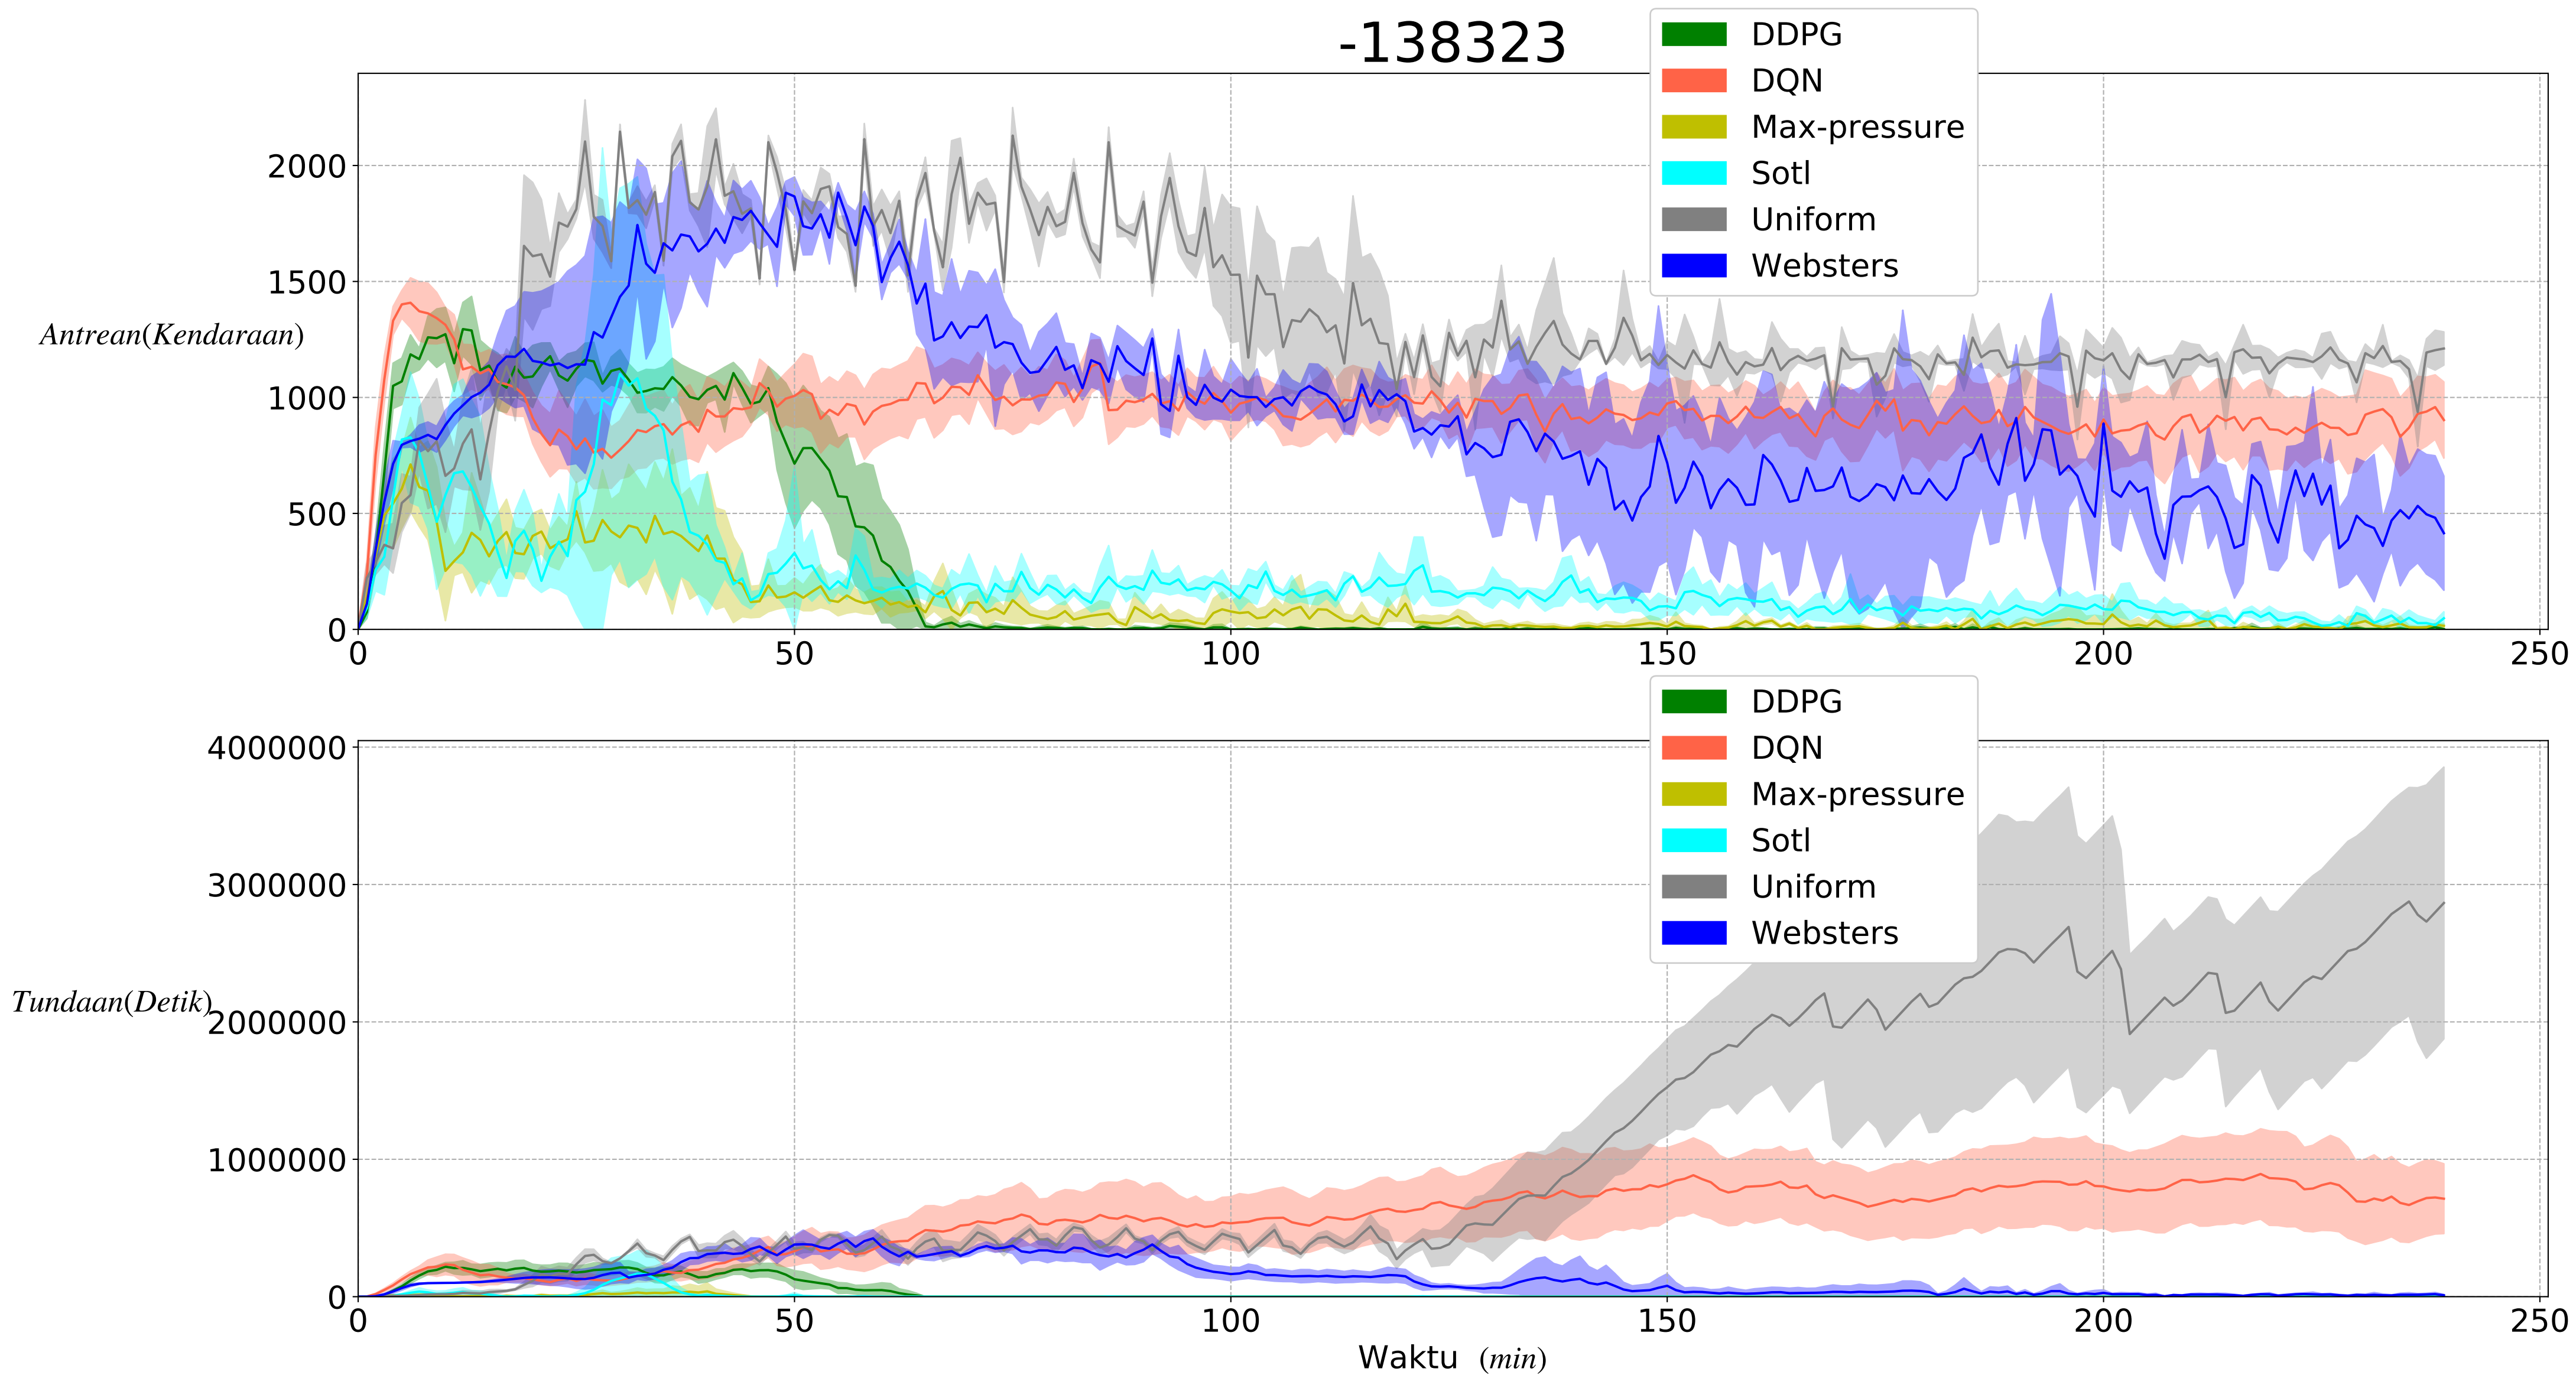 -138323
DDPG
DQN
Max-pressure
Sotl
Uniform
Websters
2000
1500
Antrean(Kendaraan)
1000
500
0
0 50 100 150 200 250
DDPG
DQN
Max-pressure
Sotl
Uniform
Websters
4000000
3000000
Tundaan(Detik)
2000000
1000000
0
0 50 100 150 200 250
Waktu (min)